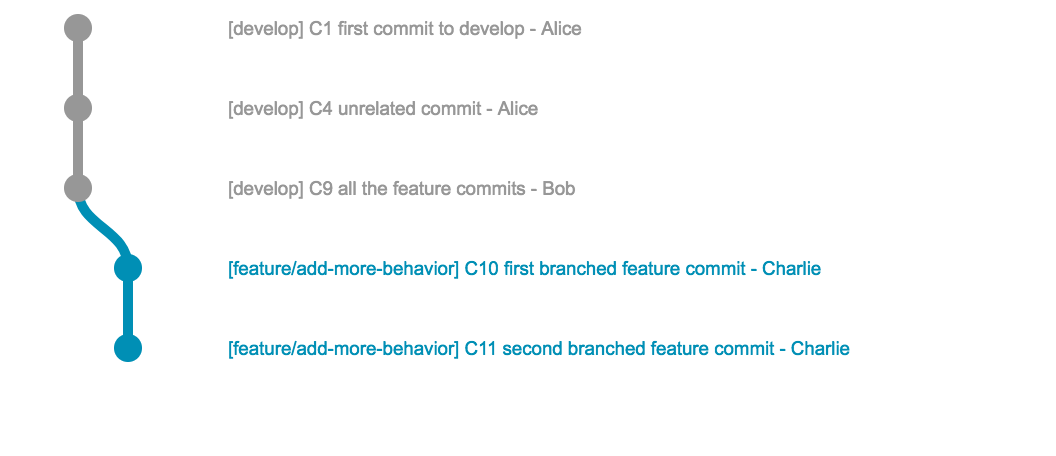 [develop] C1 first commit to develop - Alice
[develop] C4 unrelated commit - Alice
[develop] C9 all the feature commits - Bob
[feature/add-more-behavior] C10 first branched feature commit - Charlie
[feature/add-more-behavior] C11 second branched feature commit - Charlie